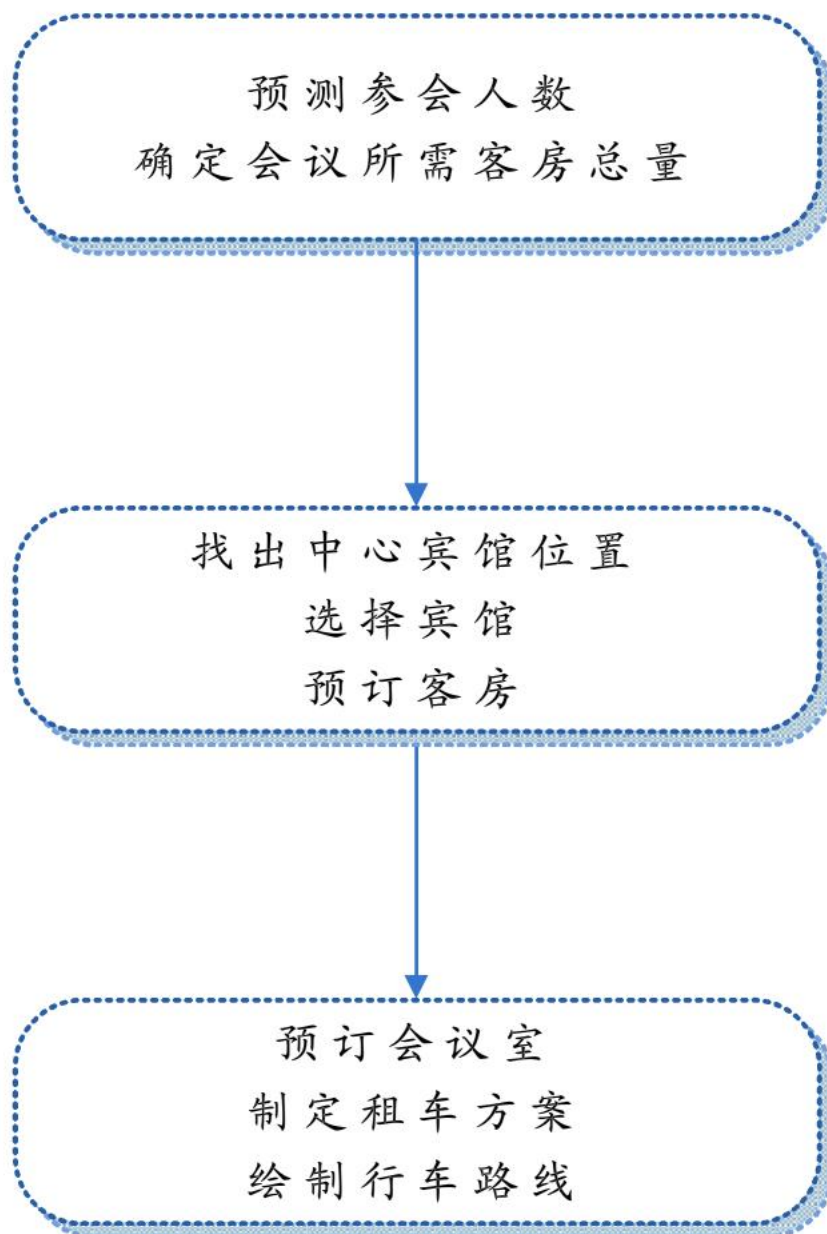 预测参会人数
确定会议所需客房总量
找出中心宾馆位置
选择宾馆
预订客房
预订会议室
制定租车方案
绘制行车路线